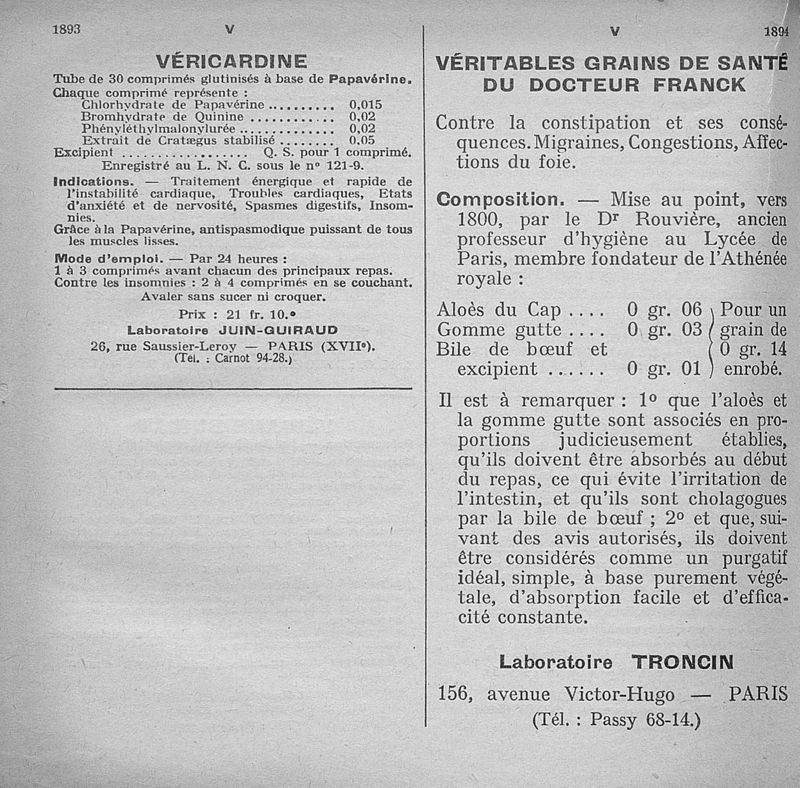 1893
V
VÉRICARDINE
Tube de 30 comprimés glutinisés à base de Papavérine.
Chaque comprimé représente :
Chlorhydrate de Papavérine .......... 0,015
Bromhydrate de Quinine ............ 0,02
Phényléthylmalonylurée .............. 0,02
Extrait de Cratægus stabilisé ........ 0,05
Excipient .................. Q. S. pour 1 comprimé.
Enregistré au L. N. C. sous le n° 121-9.
Indications. — Traitement énergique et rapide de
l'instabilité cardiaque, Troubles cardiaques, Etats
d'anxiété et de nervosité, Spasmes digestifs, Insom-
nies.
Grâce à la Papavérine, antispasmodique puissant de tous
les muscles lisses.
Mode d'emploi. — Par 24 heures :
1 à 3 comprimés avant chacun des principaux repas.
Contre les insomnies : 2 à 4 comprimés en se couchant.
Avaler sans sucer ni croquer.
Prix : 21 fr. 10.
Laboratoire JUIN-GUIRAUD
26, rue Saussier-Leroy — PARIS (XVIIe).
(Tél. : Carnot 94-28.)
V
1894
VÉRITABLES GRAINS DE SANTÉ
DU DOCTEUR FRANCK
Contre la constipation et ses consé-
quences. Migraines, Congestions, Affec-
tions du foie.
Composition. — Mise au point, vers
1800, par le Dr Rouvière, ancien
professeur d'hygiène au Lycée de
Paris, membre fondateur de l'Athénée
royale :
Aloès du Cap .... 0 gr. 06 Pour un
Gomme gutte .... 0 gr. 03 grain de
Bile de bœuf et 0 gr. 14
excipient ...... 0 gr. 01 enrobé.
Il est à remarquer : 1° que l'aloès et
la gomme gutte sont associés en pro-
portions judicieusement établies,
qu'ils doivent être absorbés au début
du repas, ce qui évite l'irritation de
l'intestin, et qu'ils sont cholagogues
par la bile de bœuf ; 2° et que, sui-
vant des avis autorisés, ils doivent
être considérés comme un purgatif
idéal, simple, à base purement végé-
tale, d'absorption facile et d'effica-
cité constante.
Laboratoire TRONCIN
156, avenue Victor-Hugo — PARIS
(Tél. : Passy 68-14.)